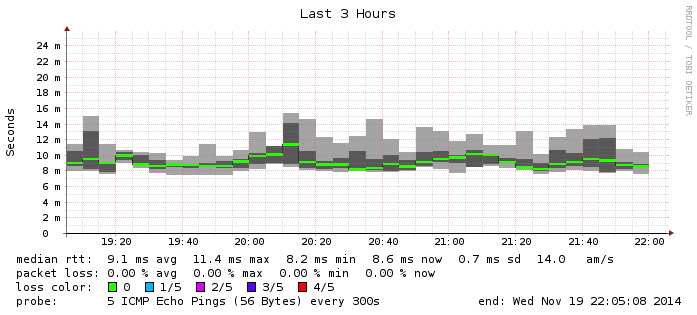 Last 3 Hours
RRDTOOL / TOBI OETIKER
Seconds
24 m
22 m
20 m
18 m
16 m
14 m
12 m
10 m
8 m
6 m
4 m
2 m
0
19:20 19:40 20:00 20:20 20:40 21:00 21:20 21:40 22:00
median rtt: 9.1 ms avg 11.4 ms max 8.2 ms min 8.6 ms now 0.7 ms sd 14.0 am/s
packet loss: 0.00 % avg 0.00 % max 0.00 % min 0.00 % now
loss color: 0 1/5 2/5 3/5 4/5
probe: 5 ICMP Echo Pings (56 Bytes) every 300s end: Wed Nov 19 22:05:08 2014